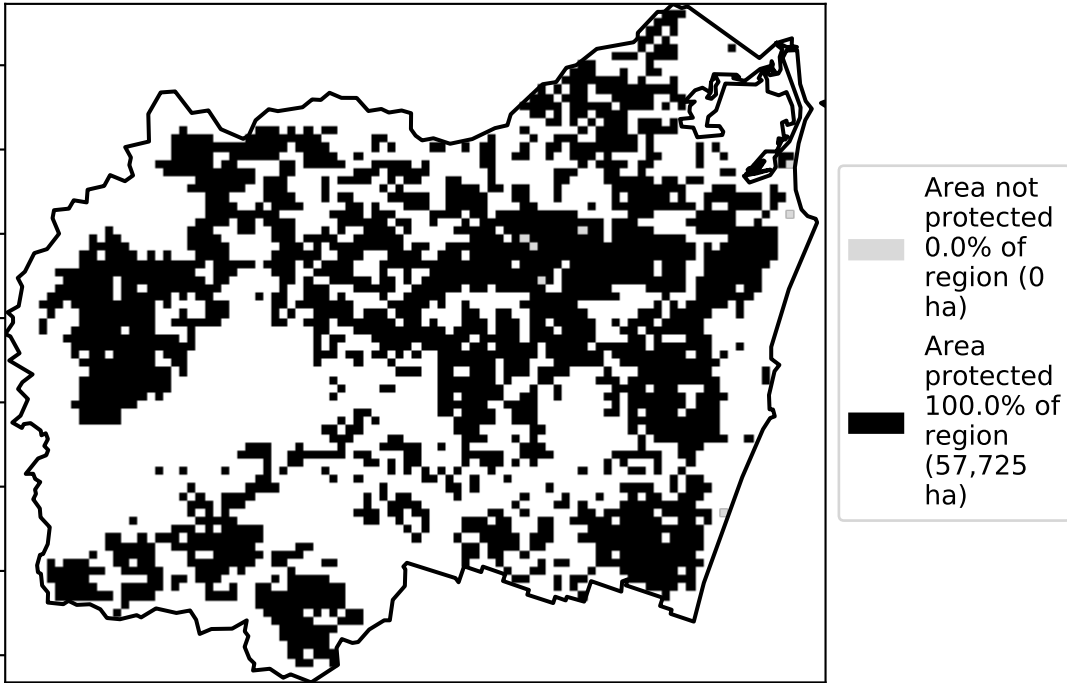 Area not
protected
0.0% of
region (0
ha)
Area
protected
100.0% of
region
(57,725
ha)